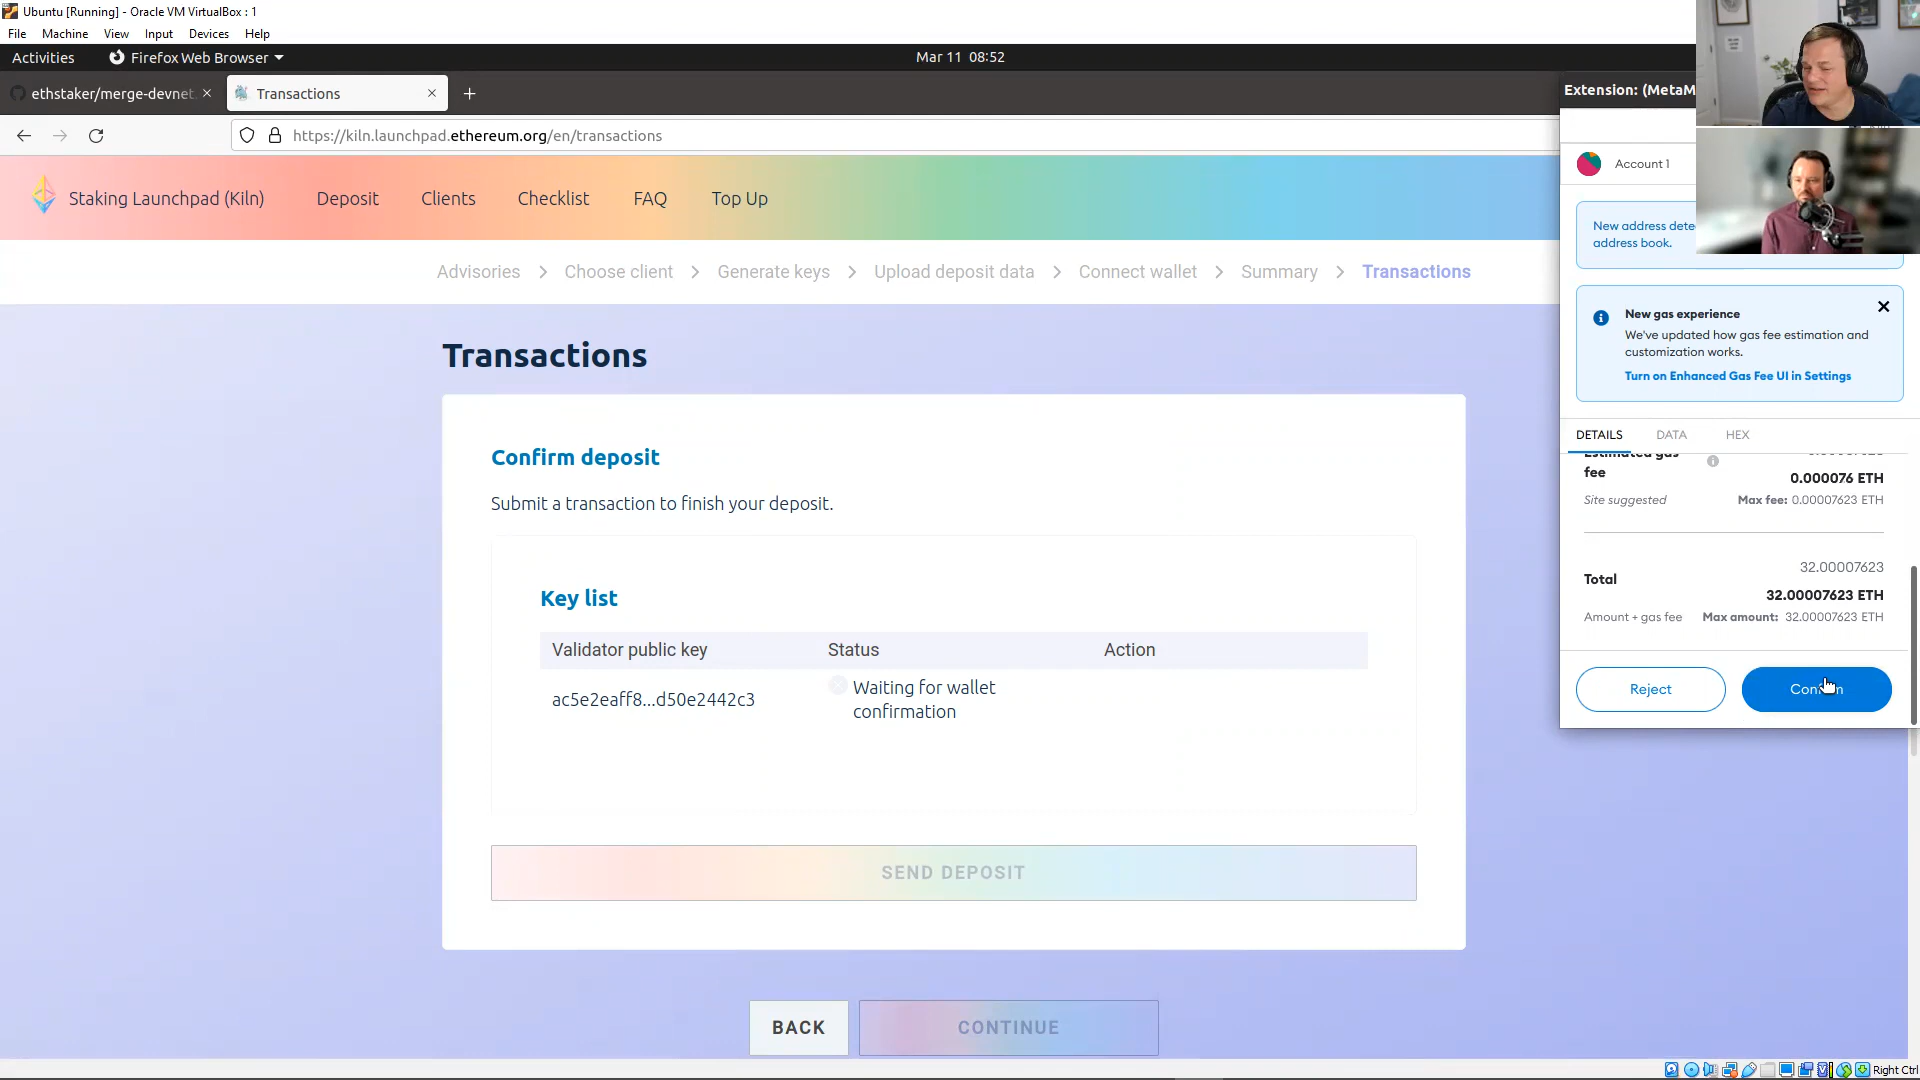 Ubuntu [Running] - Oracle VM VirtualBox : 1
File Machine View Input Devices Help
Activities Firefox Web Browser Mar 11 08:52
ethstaker/merge-devnet Transactions
https://kiln.launchpad.ethereum.org/en/transactions
Staking Launchpad (Kiln) Deposit Clients Checklist FAQ Top Up
Advisories Choose client Generate keys Upload deposit data Connect wallet Summary Transactions
Transactions
Confirm deposit
Submit a transaction to finish your deposit.
Key list
Validator public key Status Action
ac5e2eaff8...d50e2442c3 Waiting for wallet
confirmation
SEND DEPOSIT
BACK CONTINUE
Extension: (MetaM
Account 1
New address dete
address book.
New gas experience
We've updated how gas fee estimation and
customization works.
Turn on Enhanced Gas Fee UI in Settings
DETAILS DATA HEX
Estimated gas
fee 0.000076 ETH
Site suggested Max fee: 0.00007623 ETH
32.00007623
Total 32.00007623 ETH
Amount + gas fee Max amount: 32.00007623 ETH
Reject Confirm
Right Ctrl